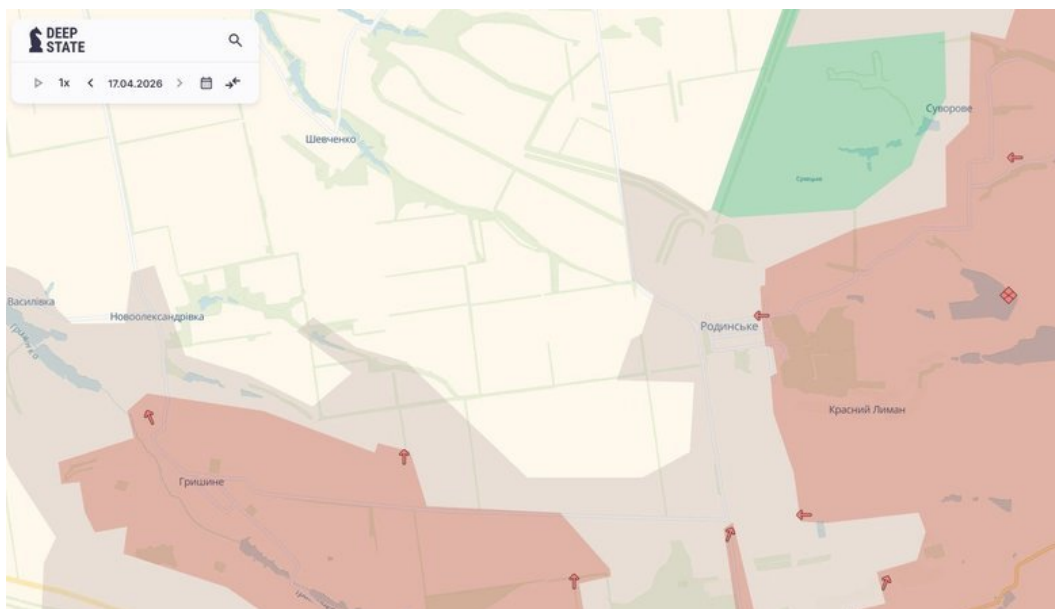 DEEP
STATE
1x
17.04.2026
Суворове
Шевченко
Василівка
Новоолександрівка
Родинське
Красний Лиман
Гришине